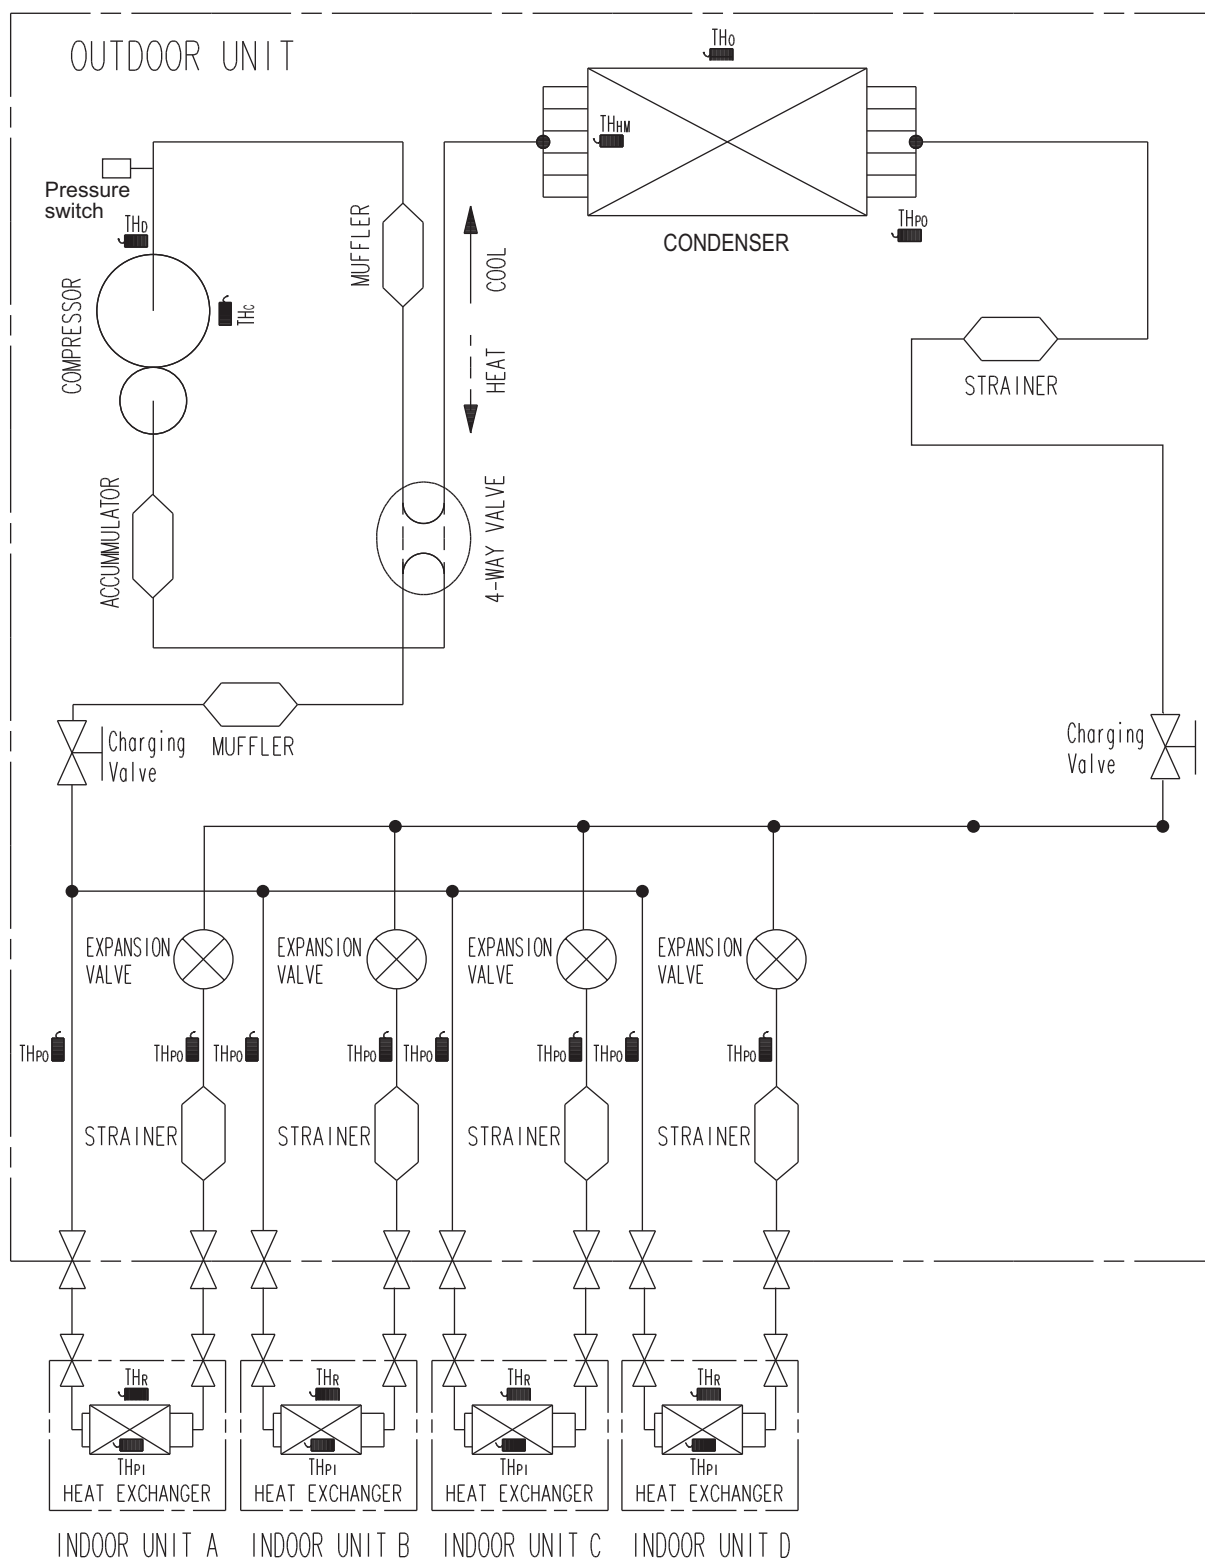 OUTDOOR UNIT
THO
THHM
Pressure
switch
THD
MUFFLER
COOL
CONDENSER
THPO
COMPRESSOR
THC
HEAT
STRAINER
ACCUMMULATOR
4-WAY VALVE
MUFFLER
Charging
Valve
Charging
Valve
EXPANSION
VALVE
EXPANSION
VALVE
EXPANSION
VALVE
EXPANSION
VALVE
THPO
THPO
THPO
THPO
THPO
THPO
THPO
THPO
STRAINER
STRAINER
STRAINER
STRAINER
THR
THR
THR
THR
THPI
THPI
THPI
THPI
HEAT EXCHANGER
HEAT EXCHANGER
HEAT EXCHANGER
HEAT EXCHANGER
INDOOR UNIT A
INDOOR UNIT B
INDOOR UNIT C
INDOOR UNIT D